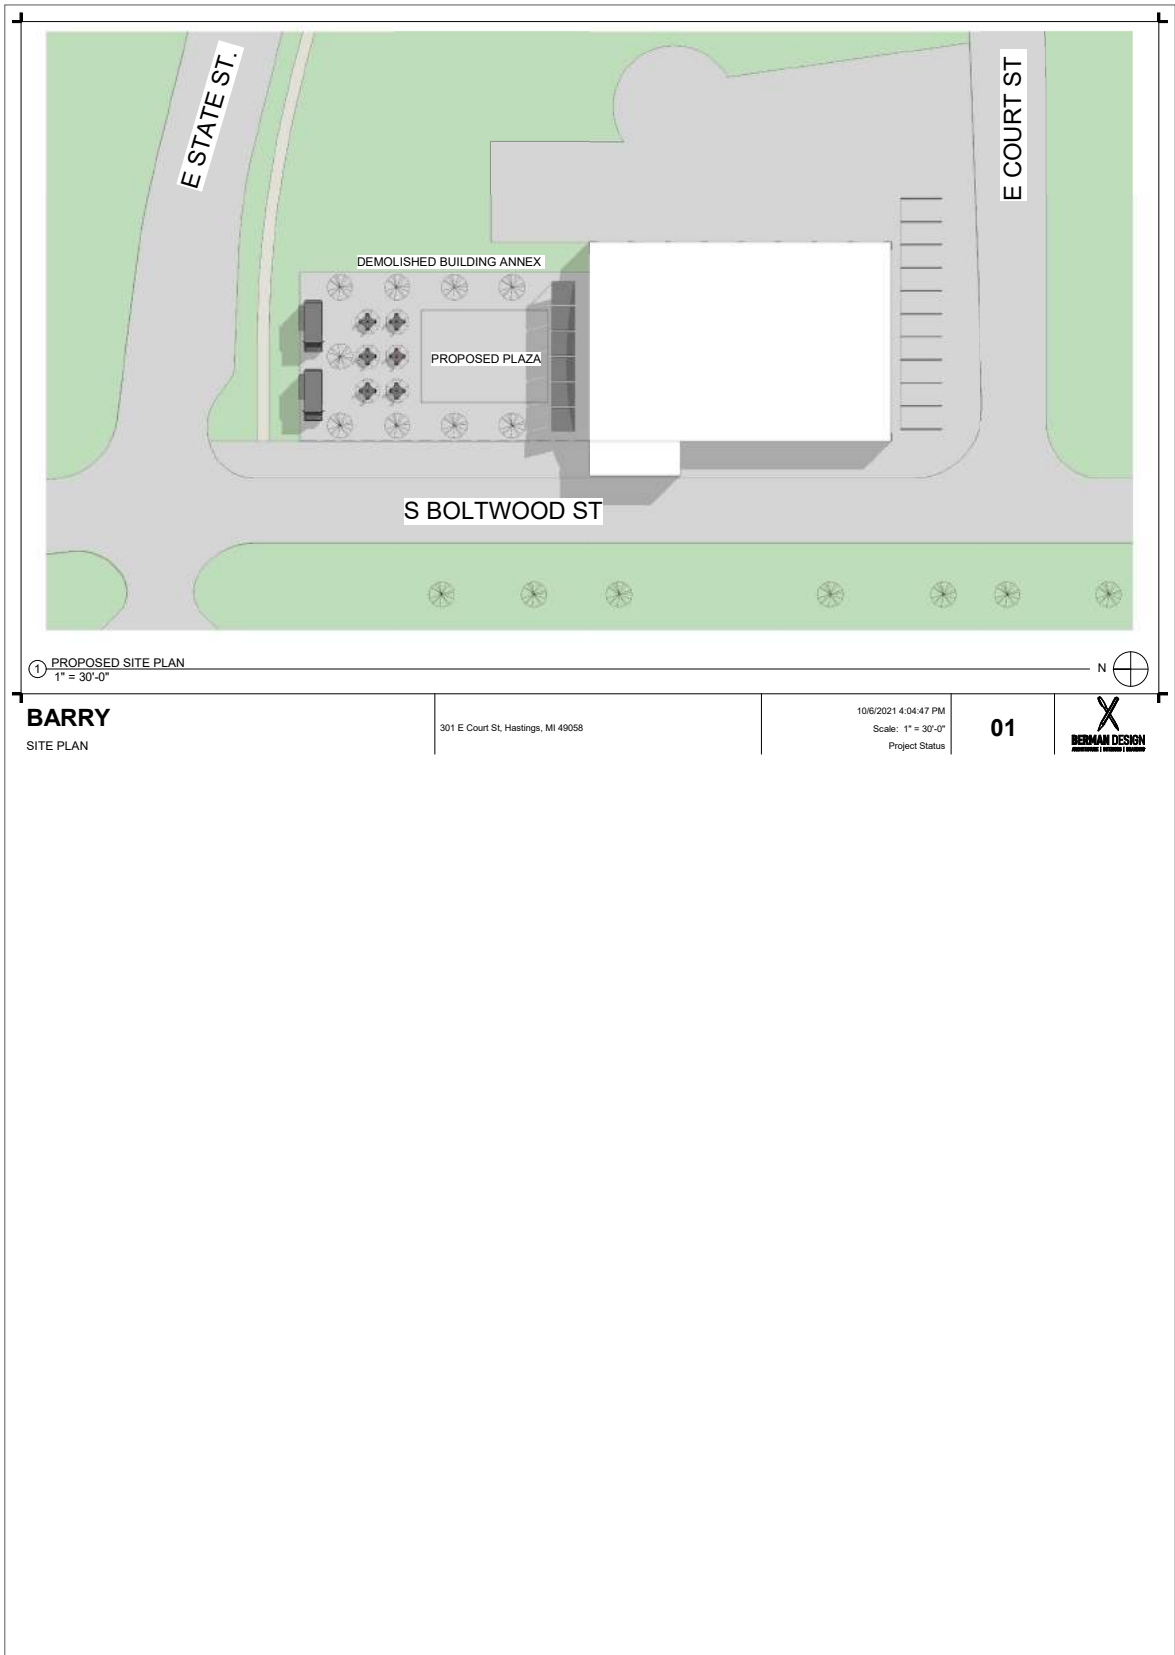 E STATE ST.
E COURT ST
DEMOLISHED BUILDING ANNEX
PROPOSED PLAZA
S BOLTWOOD ST
1 PROPOSED SITE PLAN
1" = 30'-0"
N
BARRY
SITE PLAN
301 E Court St, Hastings, MI 49058
10/6/2021 4:04:47 PM
Scale: 1" = 30'-0"
Project Status
01
BERMAN DESIGN